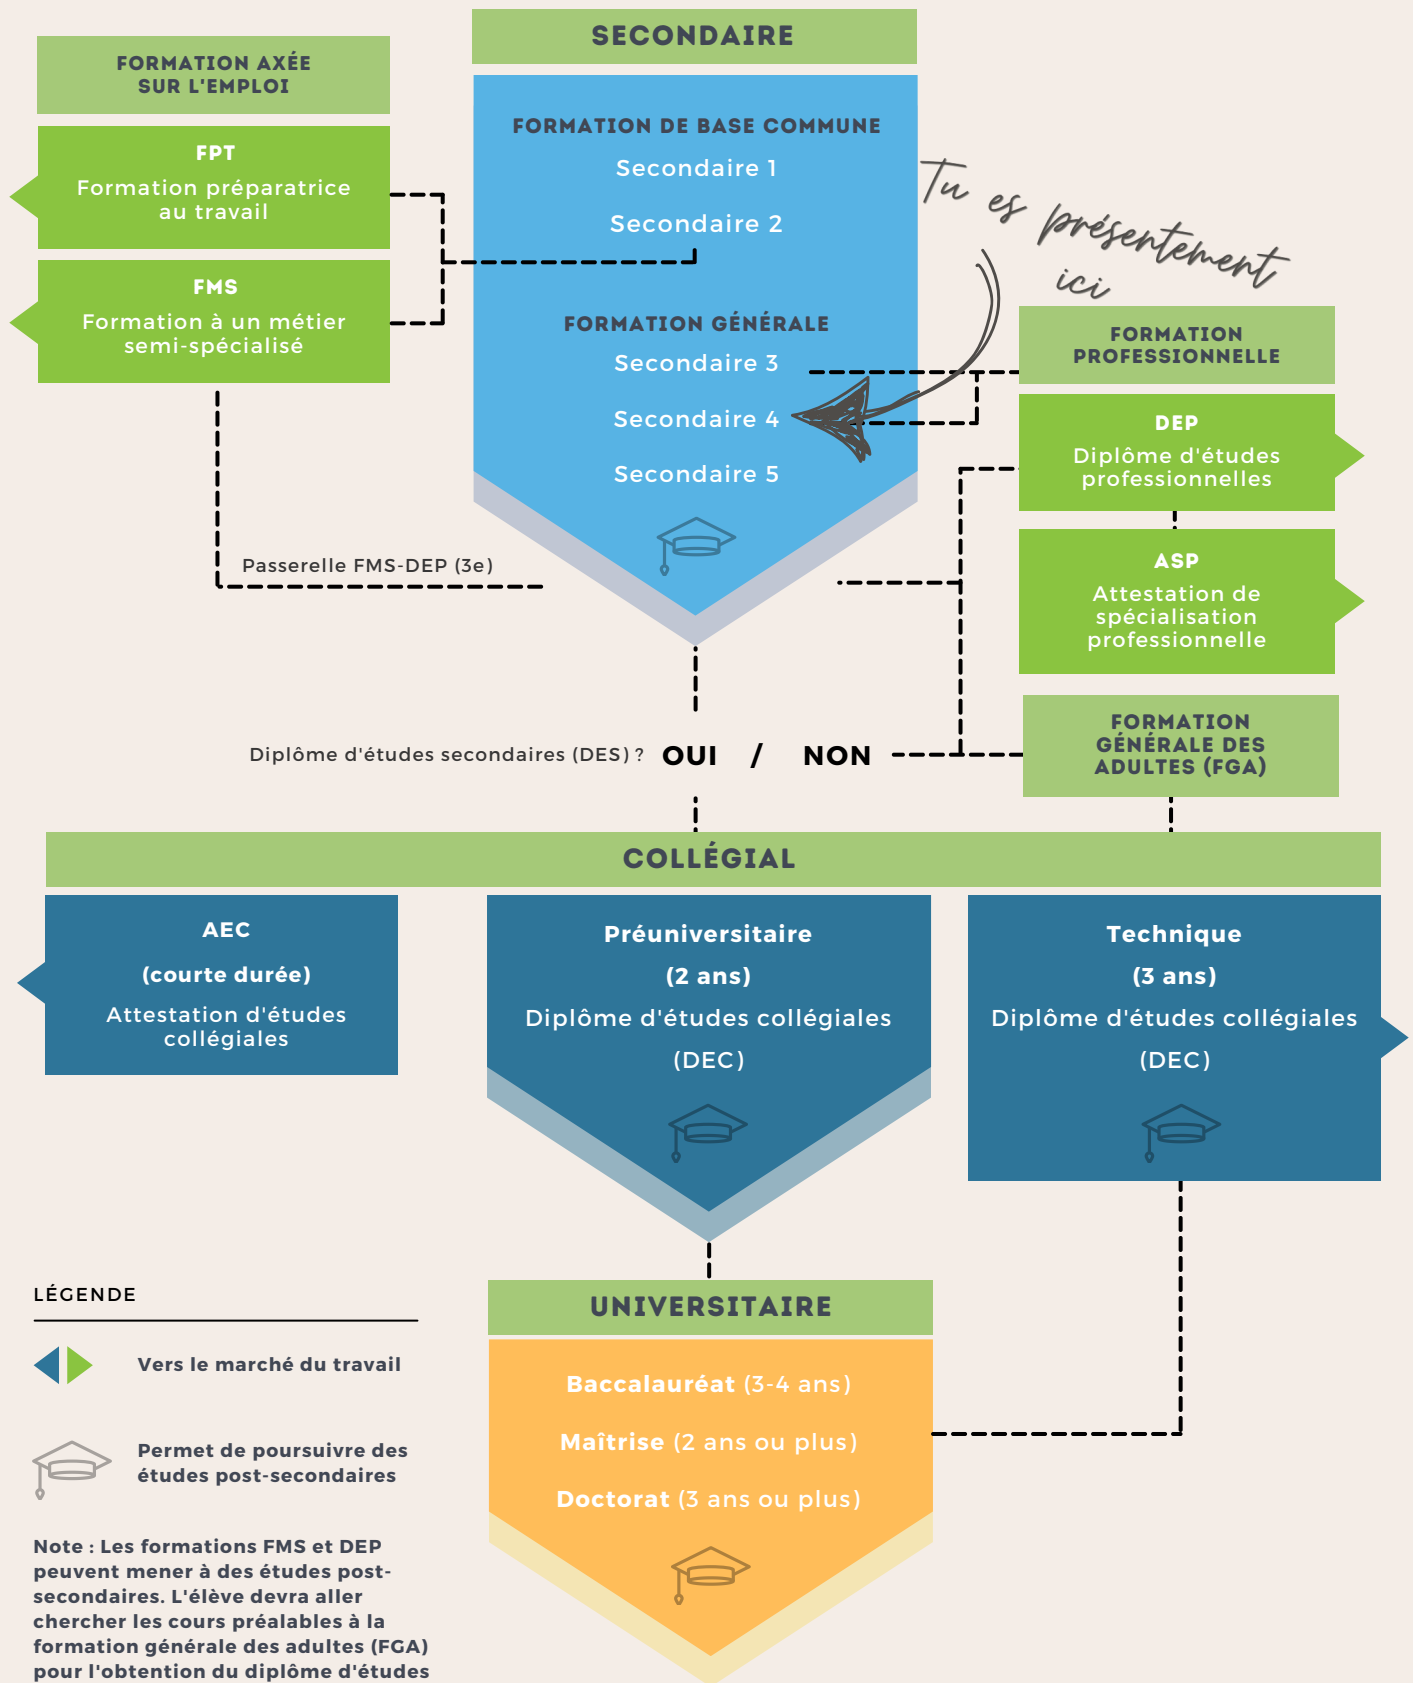 SECONDAIRE
FORMATION AXÉE
SUR L'EMPLOI
FPT
Formation préparatrice
au travail
FMS
Formation à un métier
semi-spécialisé
FORMATION DE BASE COMMUNE
Secondaire 1
Secondaire 2
FORMATION GÉNÉRALE
Secondaire 3
Secondaire 4
Secondaire 5
Tu es présentement
ici
FORMATION
PROFESSIONNELLE
DEP
Diplôme d'études
professionnelles
ASP
Attestation de
spécialisation
professionnelle
Passerelle FMS-DEP (3e)
Diplôme d'études secondaires (DES) ? OUI / NON
FORMATION
GÉNÉRALE DES
ADULTES (FGA)
COLLÉGIAL
AEC
(courte durée)
Attestation d'études
collégiales
Préuniversitaire
(2 ans)
Diplôme d'études collégiales
(DEC)
Technique
(3 ans)
Diplôme d'études collégiales
(DEC)
UNIVERSITAIRE
Baccalauréat (3-4 ans)
Maîtrise (2 ans ou plus)
Doctorat (3 ans ou plus)
LÉGENDE
Vers le marché du travail
Permet de poursuivre des
études post-secondaires
Note : Les formations FMS et DEP
peuvent mener à des études post-
secondaires. L'élève devra aller
chercher les cours préalables à la
formation générale des adultes (FGA)
pour l'obtention du diplôme d'études